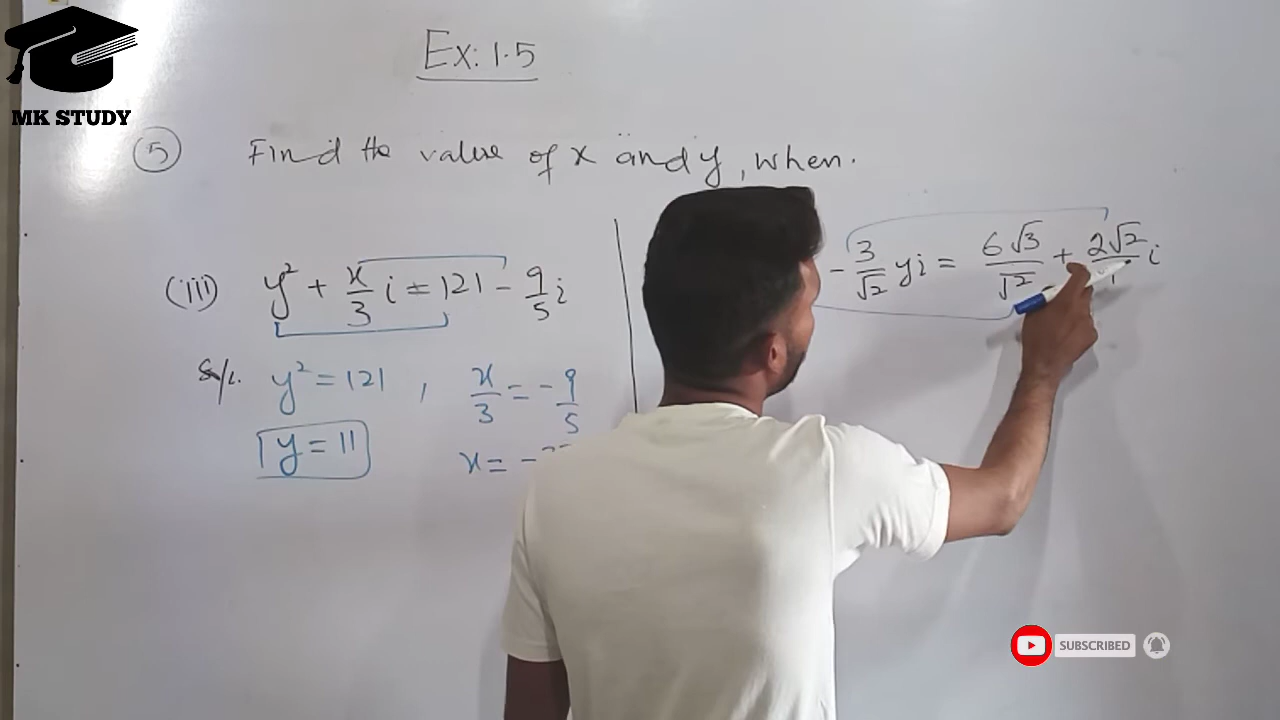 MK STUDY
Ex: 1.5
(5) Find the value of x and y, when.
(iii) y² + x/3 i = 121 - 9/5 i
- 3/√2 yi = 6√3/√2 + 2√2/ i
Sol. y² = 121 , x/3 = - 9/5
y = 11
x = -
SUBSCRIBED